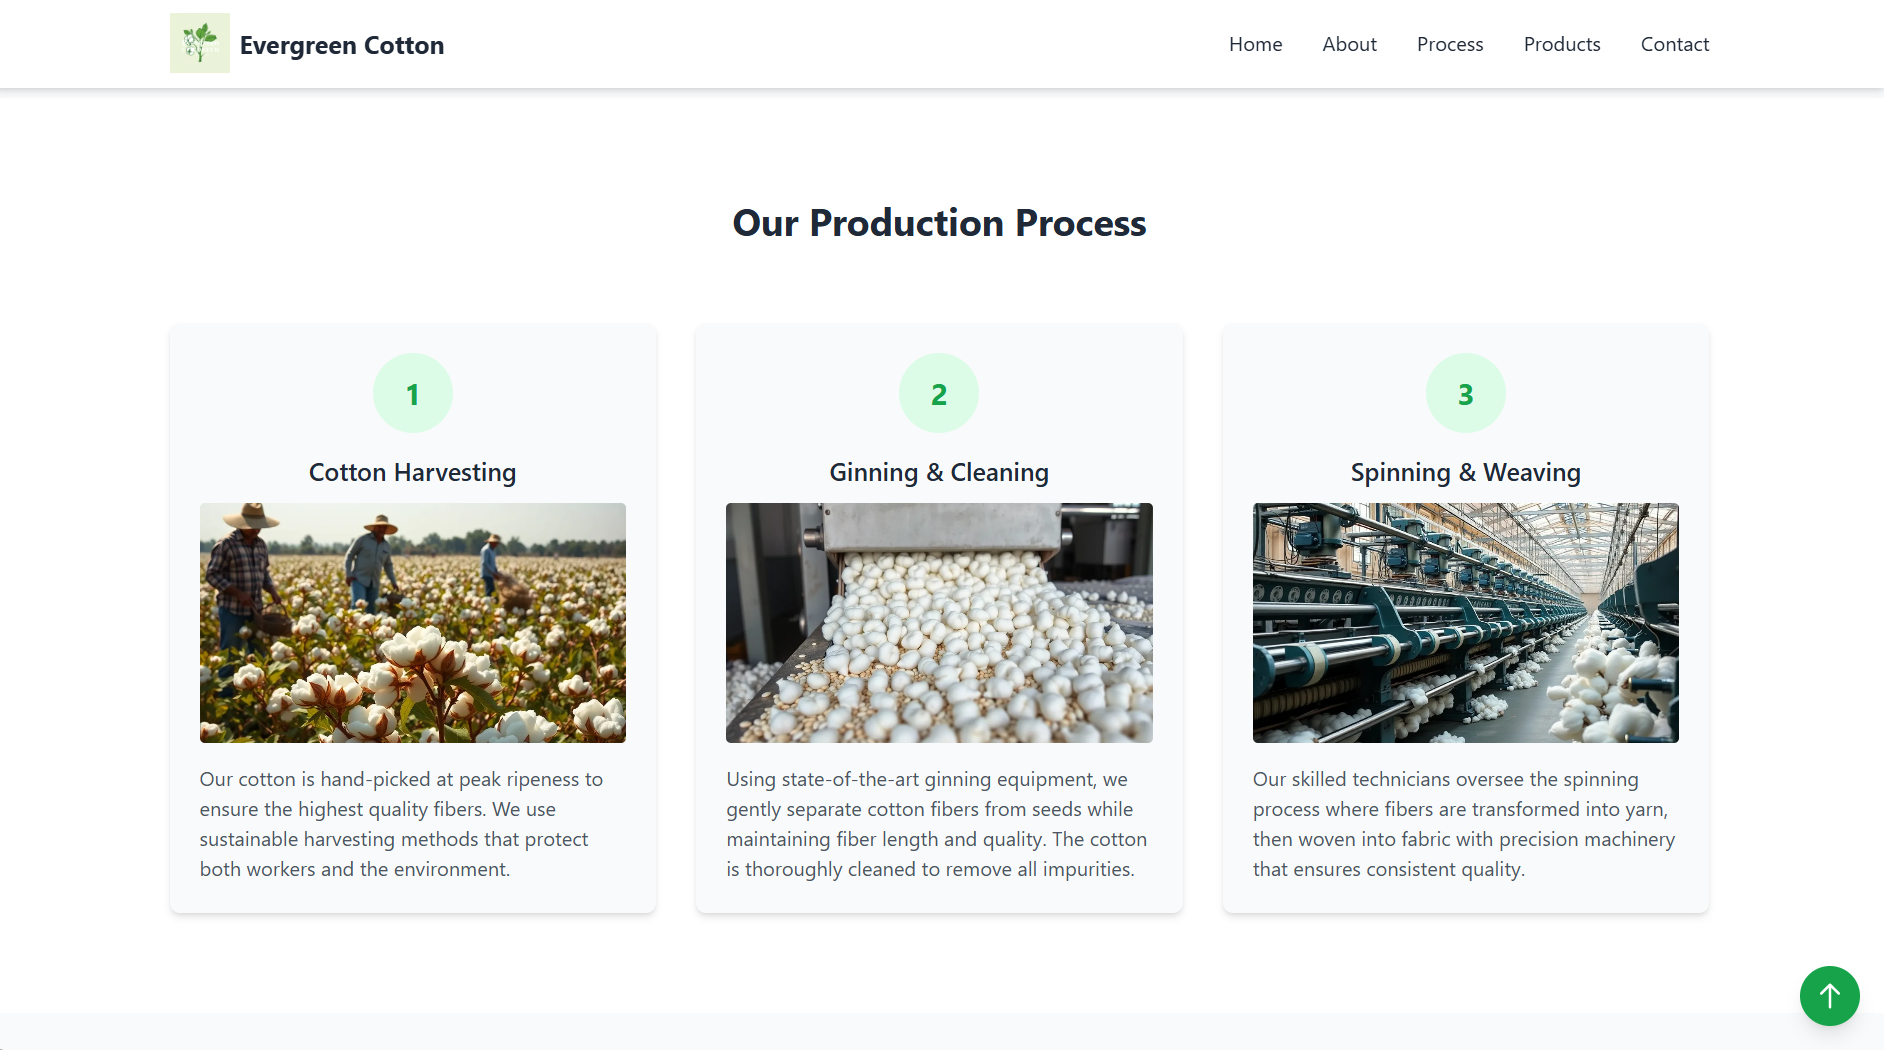 Evergreen Cotton
Home
About
Process
Products
Contact
Our Production Process
1
Cotton Harvesting
Our cotton is hand-picked at peak ripeness to
ensure the highest quality fibers. We use
sustainable harvesting methods that protect
both workers and the environment.
2
Ginning & Cleaning
Using state-of-the-art ginning equipment, we
gently separate cotton fibers from seeds while
maintaining fiber length and quality. The cotton
is thoroughly cleaned to remove all impurities.
3
Spinning & Weaving
Our skilled technicians oversee the spinning
process where fibers are transformed into yarn,
then woven into fabric with precision machinery
that ensures consistent quality.